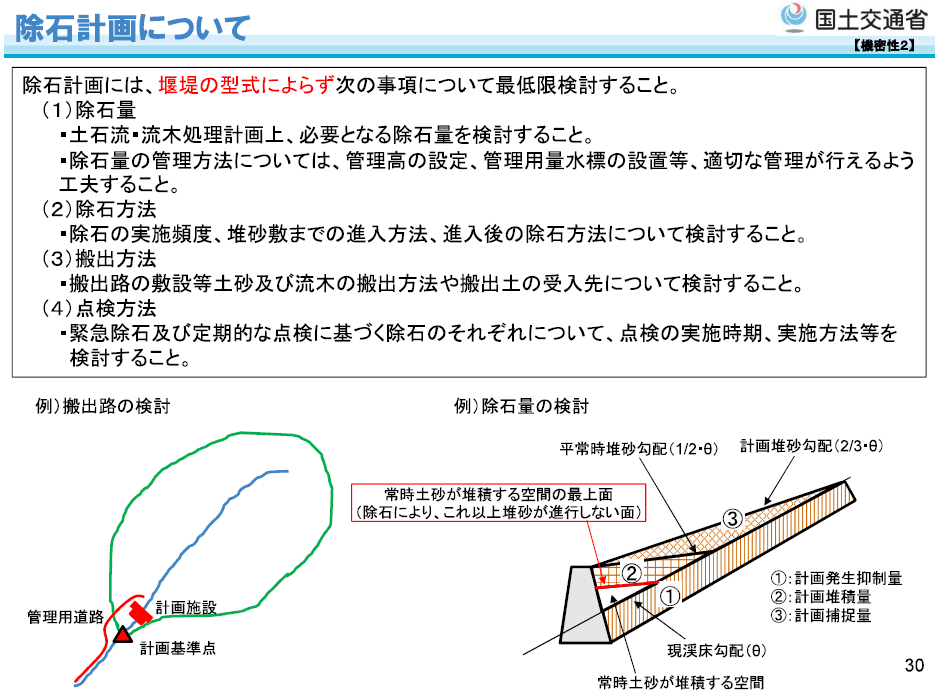 除石計画について
国土交通省
【機密性2】
除石計画には、堰堤の型式によらず次の事項について最低限検討すること。
（１）除石量
・土石流・流木処理計画上、必要となる除石量を検討すること。
・除石量の管理方法については、管理高の設定、管理用量水標の設置等、適切な管理が行えるよう
工夫すること。
（２）除石方法
・除石の実施頻度、堆砂敷までの進入方法、進入後の除石方法について検討すること。
（３）搬出方法
・搬出路の敷設等土砂及び流木の搬出方法や搬出土の受入先について検討すること。
（４）点検方法
・緊急除石及び定期的な点検に基づく除石のそれぞれについて、点検の実施時期、実施方法等を
検討すること。
例）搬出路の検討
管理用道路
計画施設
計画基準点
例）除石量の検討
平常時堆砂勾配（1/2・θ）
計画堆砂勾配（2/3・θ）
常時土砂が堆積する空間の最上面
（除石により、これ以上堆砂が進行しない面）
③
②
①
①：計画発生抑制量
②：計画堆積量
③：計画捕捉量
現渓床勾配（θ）
常時土砂が堆積する空間
30